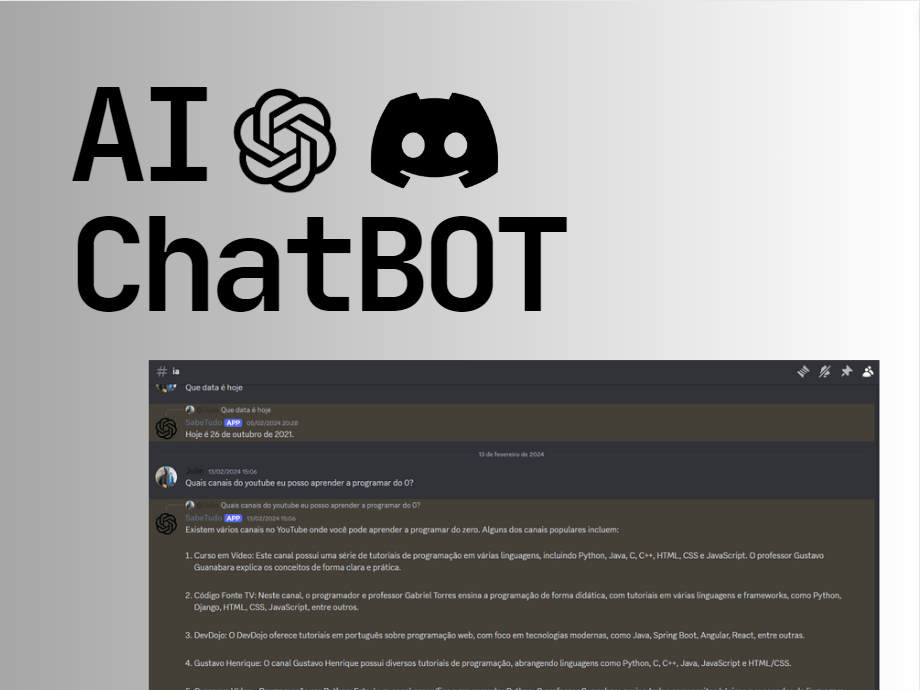 AI
ChatBOT
# ia
Que data é hoje
Que data é hoje
SabeTudo APP 05/02/2024 20:28
Hoje é 26 de outubro de 2021.
13 de fevereiro de 2024
13/02/2024 15:06
Quais canais do youtube eu posso aprender a programar do 0?
Quais canais do youtube eu posso aprender a programar do 0?
SabeTudo APP 13/02/2024 15:06
Existem vários canais no YouTube onde você pode aprender a programar do zero. Alguns dos canais populares incluem:
1. Curso em Vídeo: Este canal possui uma série de tutoriais de programação em várias linguagens, incluindo Python, Java, C, C++, HTML, CSS e JavaScript. O professor Gustavo
Guanabara explica os conceitos de forma clara e prática.
2. Código Fonte TV: Neste canal, o programador e professor Gabriel Torres ensina a programação de forma didática, com tutoriais em várias linguagens e frameworks, como Python,
Django, HTML, CSS, JavaScript, entre outros.
3. DevDojo: O DevDojo oferece tutoriais em português sobre programação web, com foco em tecnologias modernas, como Java, Spring Boot, Angular, React, entre outras.
4. Gustavo Henrique: O canal Gustavo Henrique possui diversos tutoriais de programação, abrangendo linguagens como Python, C, C++, Java, JavaScript e HTML/CSS.